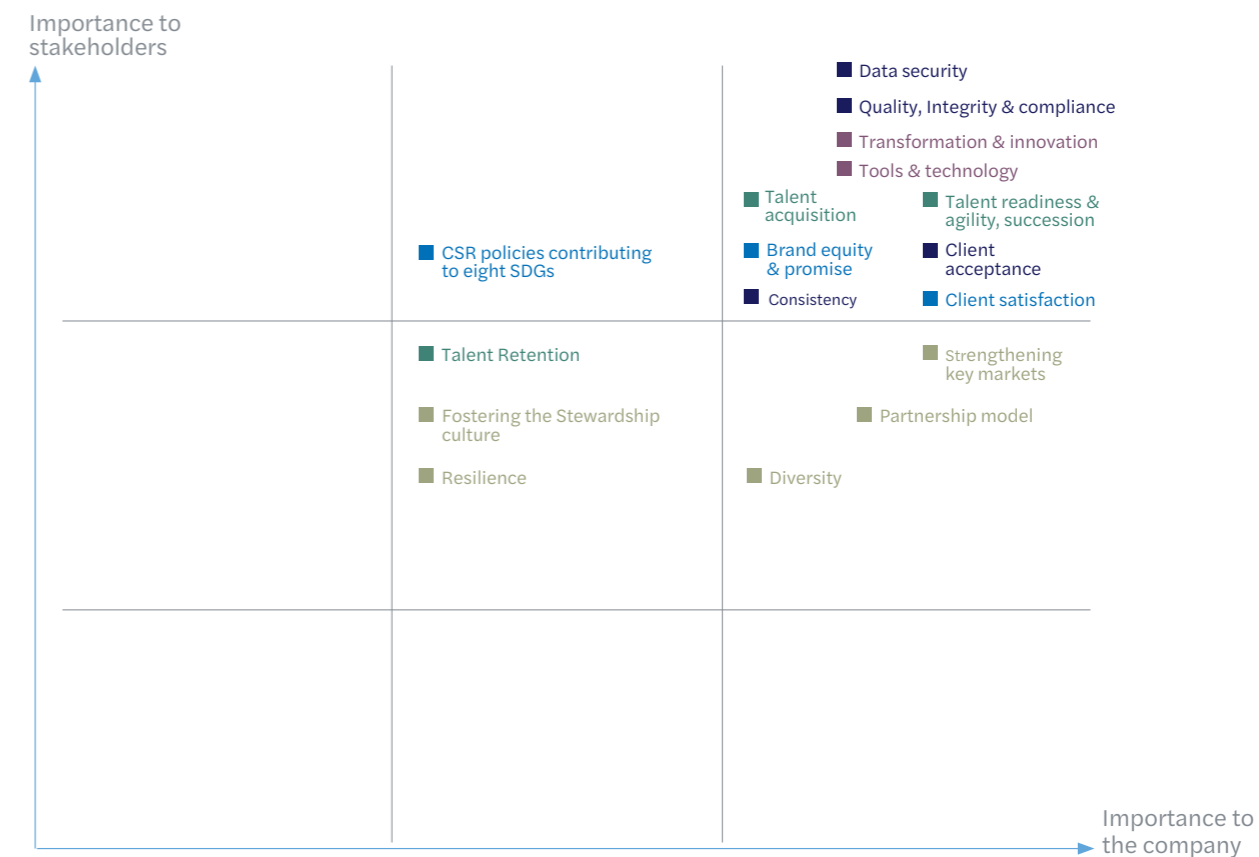 Importance to
stakeholders
Data security
Quality, Integrity & compliance
Transformation & innovation
Tools & technology
Talent
acquisition
Talent readiness &
agility, succession
CSR policies contributing
to eight SDGs
Brand equity
& promise
Client
acceptance
Consistency
Client satisfaction
Talent Retention
Strengthening
key markets
Fostering the Stewardship
culture
Partnership model
Resilience
Diversity
Importance to
the company